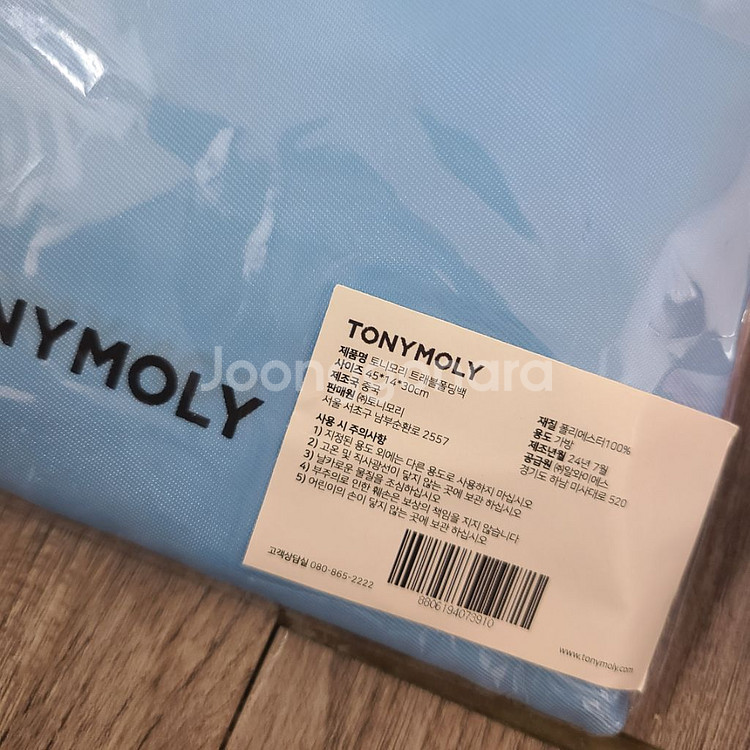 NYMOLY
Joonggonara
TONYMOLY
제품명 토니모리 트래블폴딩백
사이즈 45*14*30cm
제조국 중국
판매원 ㈜토니모리
서울 서초구 남부순환로 2557
재질 폴리에스터100%
용도 가방
제조년월 24년 7월
공급원 ㈜알와이에스
경기도 하남 미사대로 520
사용 시 주의사항
1) 지정된 용도 외에는 다른 용도로 사용하지 마십시오
2) 고온 및 직사광선이 닿지 않는 곳에 보관 하십시오
3) 날카로운 물질을 조심하십시오
4) 부주의로 인한 훼손은 보상의 책임을 지지 않습니다
5) 어린이의 손이 닿지 않는 곳에 보관 하십시오
고객상담실 080-865-2222
8806194073910
www.tonymoly.com